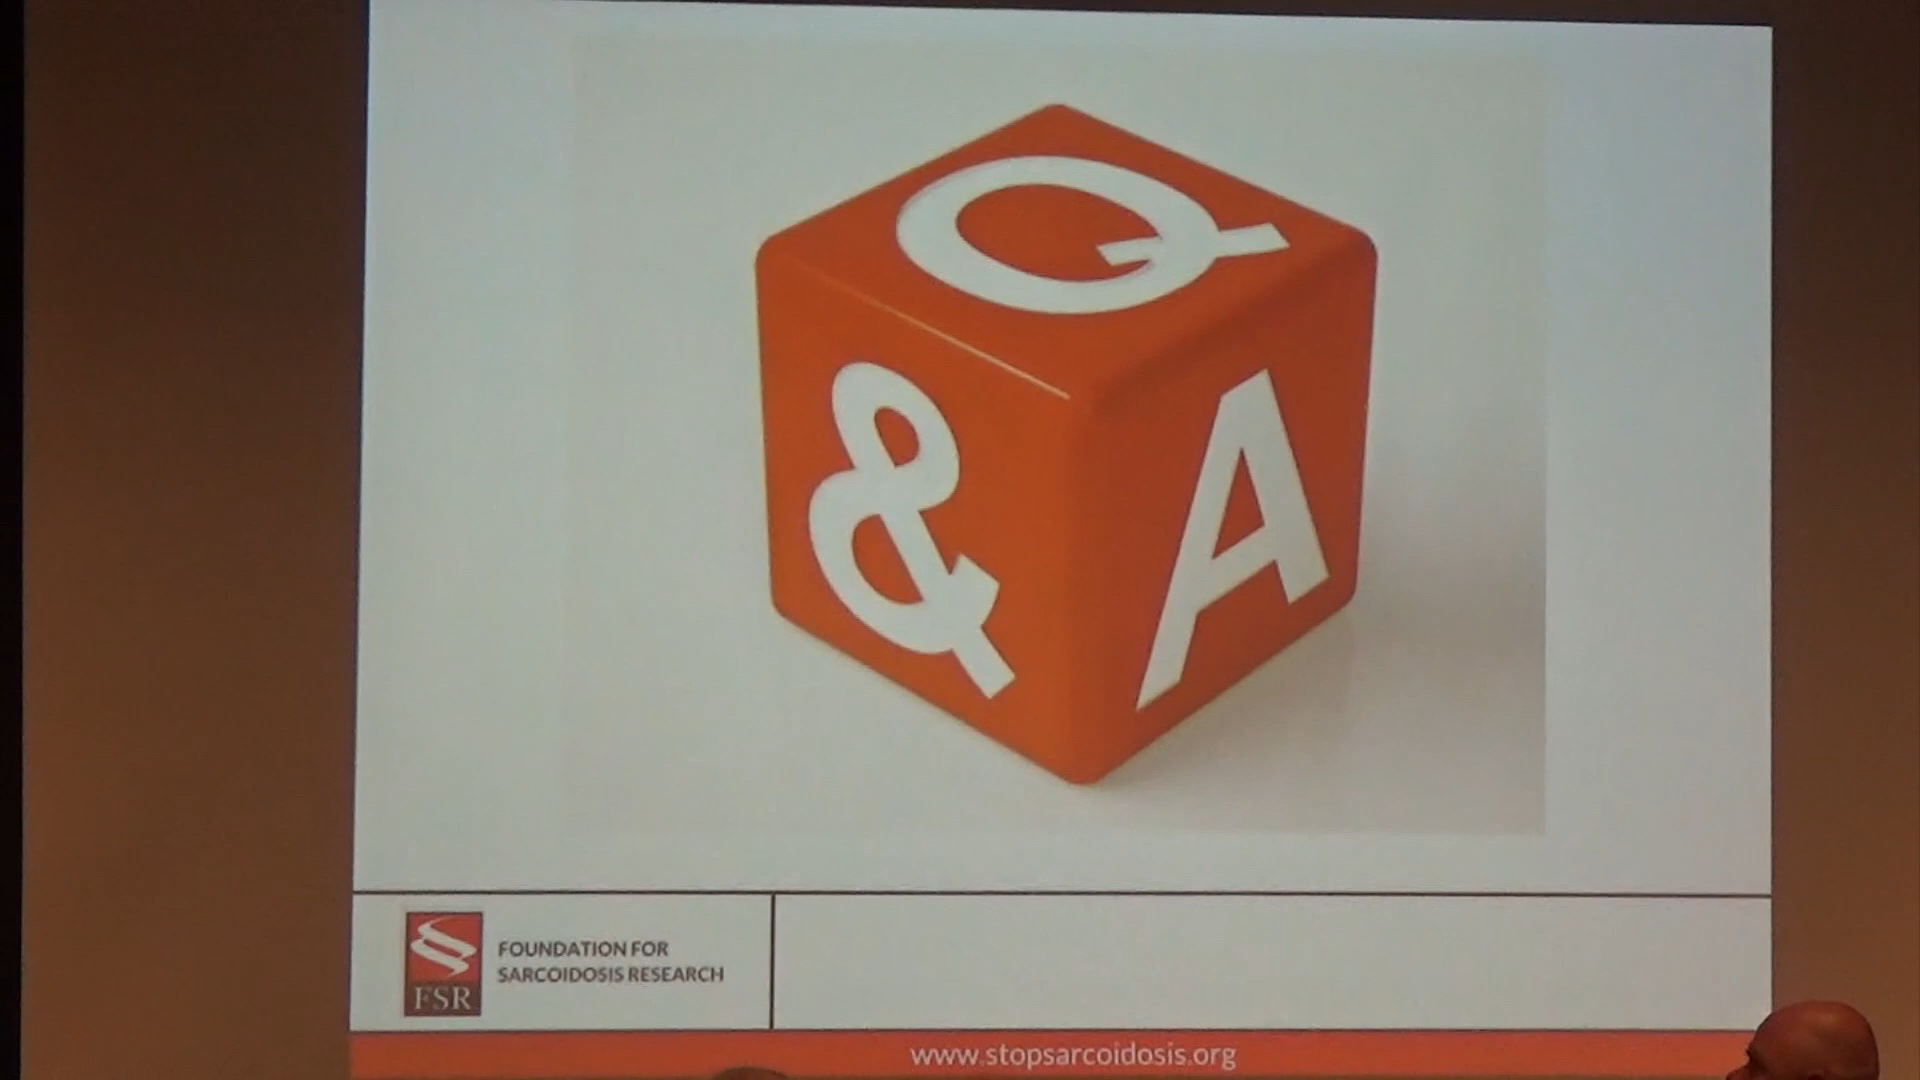 Q
& A
FOUNDATION FOR
SARCOIDOSIS RESEARCH
FSR
www.stopsarcoidosis.org